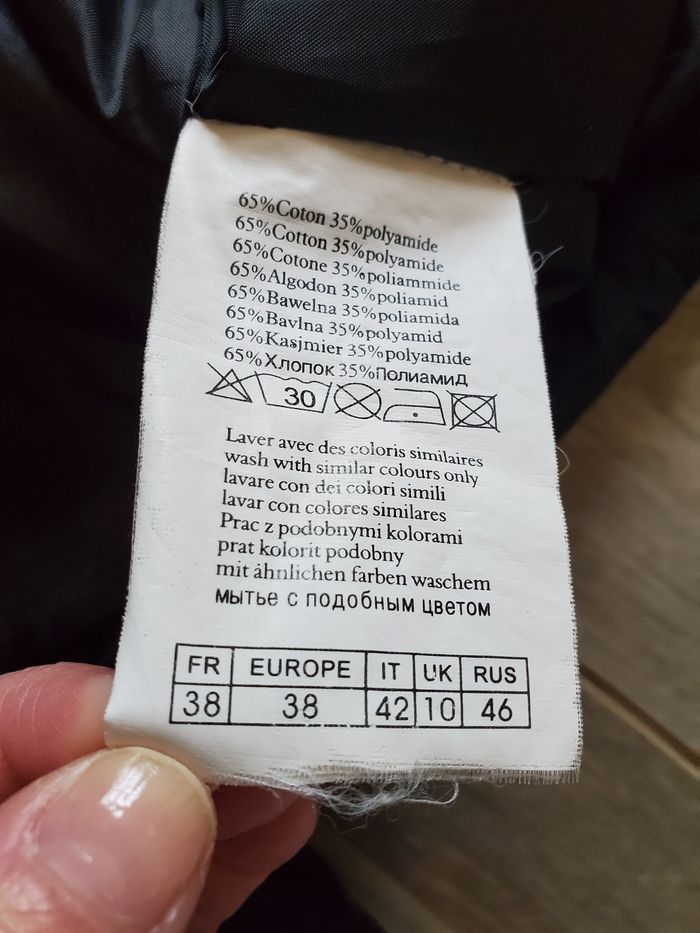 65%Coton 35%polyamide
65%Cotton 35%polyamide
65%Cotone 35%poliammide
65%Algodon 35%poliamid
65%Bawelna 35%poliamida
65%Bavlna 35%polyamid
65%Kasjmier 35%polyamide
65%Хлопок 35%Полиамид
30
Laver avec des coloris similaires
wash with similar colours only
lavare con dei colori simili
lavar con colores similares
Prac z podobnymi kolorami
prat kolorit podobny
mit ähnlichen farben waschem
мытье с подобным цветом
FR EUROPE IT UK RUS
38 38 42 10 46